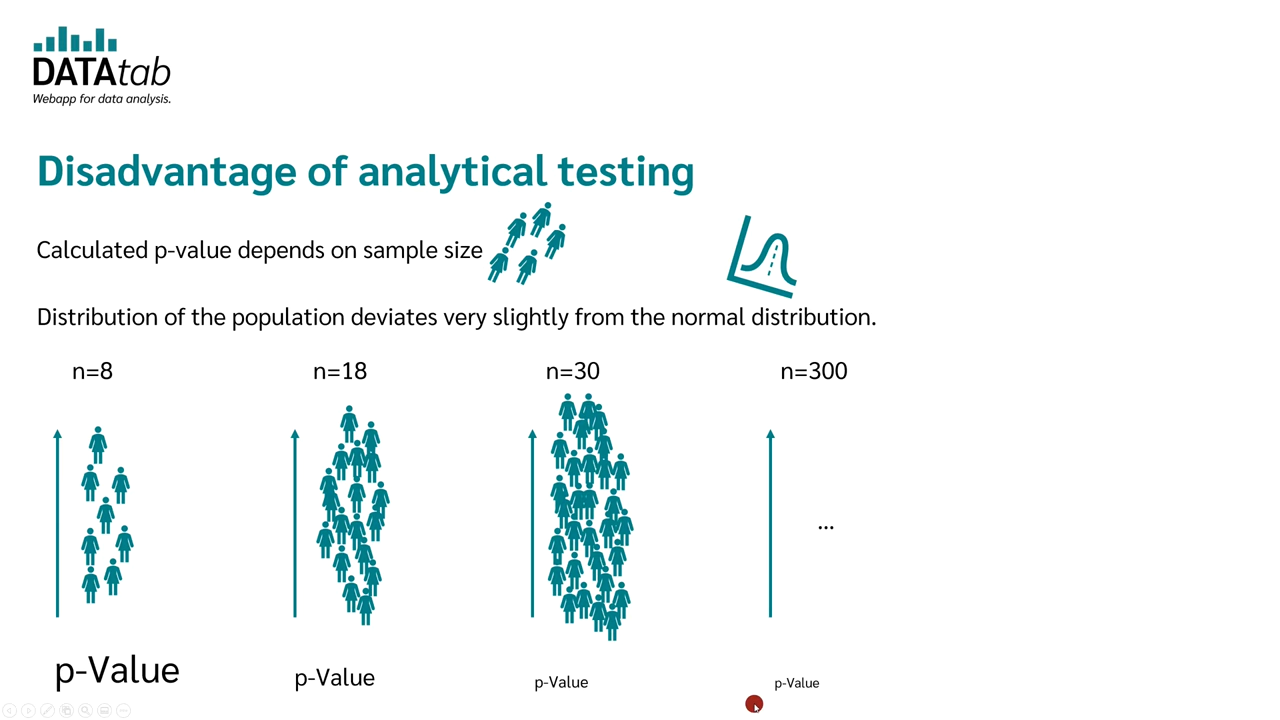 DATAtab
Webapp for data analysis.
Disadvantage of analytical testing
Calculated p-value depends on sample size
Distribution of the population deviates very slightly from the normal distribution.
n=8
n=18
n=30
n=300
...
p-Value
p-Value
p-Value
p-Value